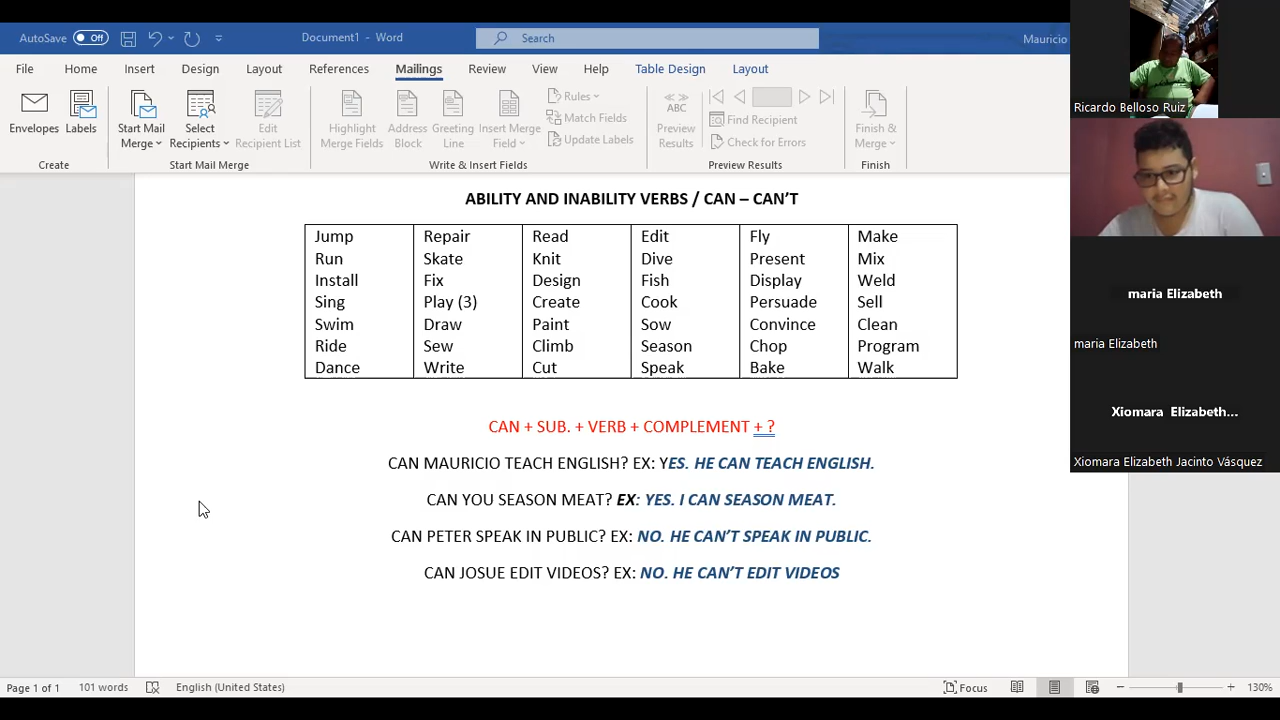 AutoSave Off Document1 - Word Search Mauricio
File Home Insert Design Layout References Mailings Review View Help Table Design Layout
Envelopes Labels Start Mail Merge Select Recipients Edit Recipient List Highlight Merge Fields Address Block Greeting Line Insert Merge Field Rules Match Fields Update Labels ABC Preview Results Find Recipient Check for Errors Finish & Merge
Create Start Mail Merge Write & Insert Fields Preview Results Finish
ABILITY AND INABILITY VERBS / CAN – CAN'T
Jump Repair Read Edit Fly Make
Run Skate Knit Dive Present Mix
Install Fix Design Fish Display Weld
Sing Play (3) Create Cook Persuade Sell
Swim Draw Paint Sow Convince Clean
Ride Sew Climb Season Chop Program
Dance Write Cut Speak Bake Walk
CAN + SUB. + VERB + COMPLEMENT + ?
CAN MAURICIO TEACH ENGLISH? EX: YES. HE CAN TEACH ENGLISH.
CAN YOU SEASON MEAT? EX: YES. I CAN SEASON MEAT.
CAN PETER SPEAK IN PUBLIC? EX: NO. HE CAN'T SPEAK IN PUBLIC.
CAN JOSUE EDIT VIDEOS? EX: NO. HE CAN'T EDIT VIDEOS
Page 1 of 1 101 words English (United States) Focus 130%
Ricardo Belloso Ruiz
maria Elizabeth
maria Elizabeth
Xiomara Elizabeth...
Xiomara Elizabeth Jacinto Vásquez